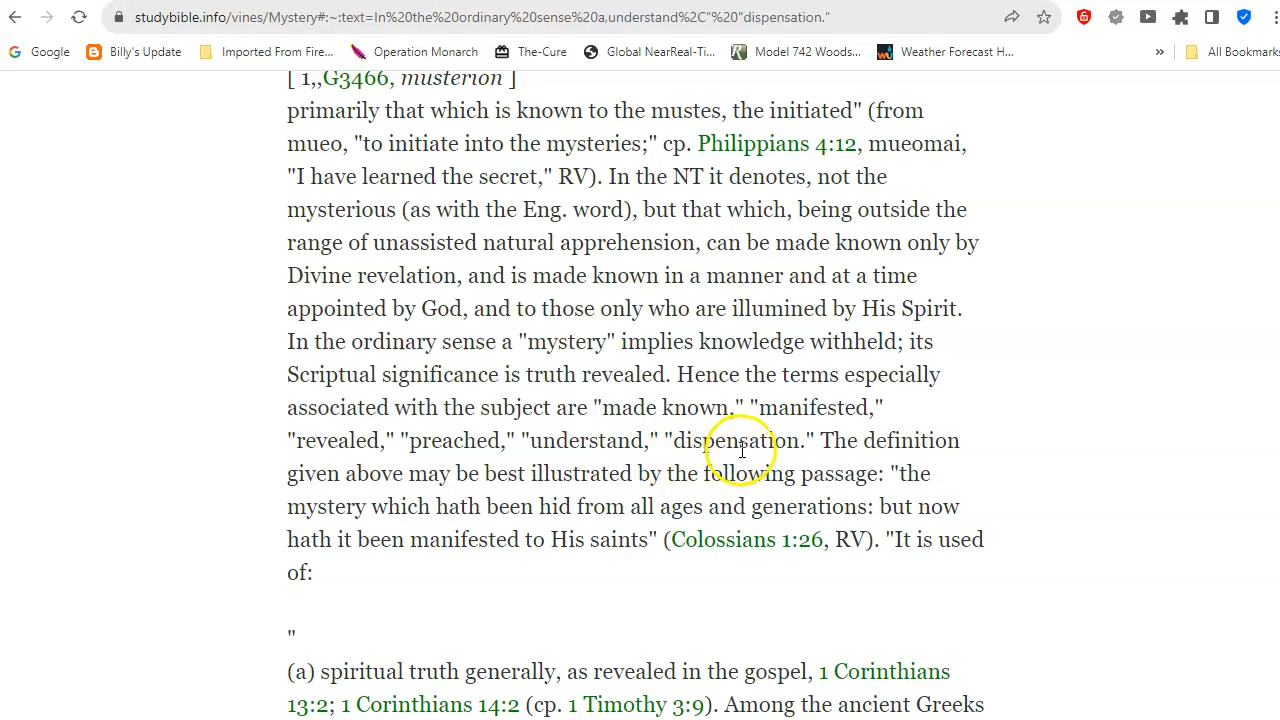 studybible.info/vines/Mystery#:~:text=In%20the%20ordinary%20sense%20a,understand%2C"%20"dispensation."
Google Billy's Update Imported From Fire... Operation Monarch The-Cure Global NearReal-Ti... Model 742 Woods... Weather Forecast H... » All Bookmarks
[ 1,,G3466, musterion ]
primarily that which is known to the mustes, the initiated" (from
mueo, "to initiate into the mysteries;" cp. Philippians 4:12, mueomai,
"I have learned the secret," RV). In the NT it denotes, not the
mysterious (as with the Eng. word), but that which, being outside the
range of unassisted natural apprehension, can be made known only by
Divine revelation, and is made known in a manner and at a time
appointed by God, and to those only who are illumined by His Spirit.
In the ordinary sense a "mystery" implies knowledge withheld; its
Scriptual significance is truth revealed. Hence the terms especially
associated with the subject are "made known," "manifested,"
"revealed," "preached," "understand," "dispensation." The definition
given above may be best illustrated by the following passage: "the
mystery which hath been hid from all ages and generations: but now
hath it been manifested to His saints" (Colossians 1:26, RV). "It is used
of:
"
(a) spiritual truth generally, as revealed in the gospel, 1 Corinthians
13:2; 1 Corinthians 14:2 (cp. 1 Timothy 3:9). Among the ancient Greeks